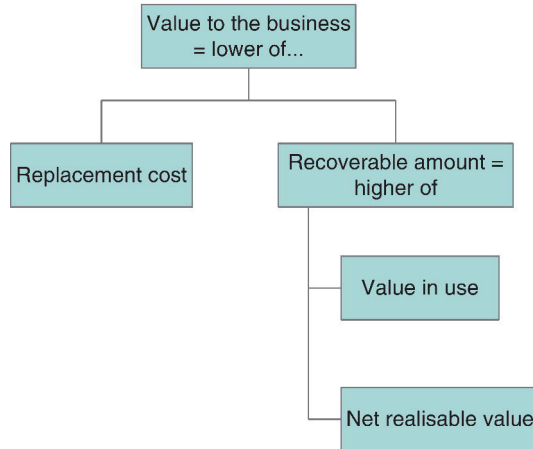 Value to the business
= lower of...
Replacement cost
Recoverable amount =
higher of
Value in use
Net realisable value